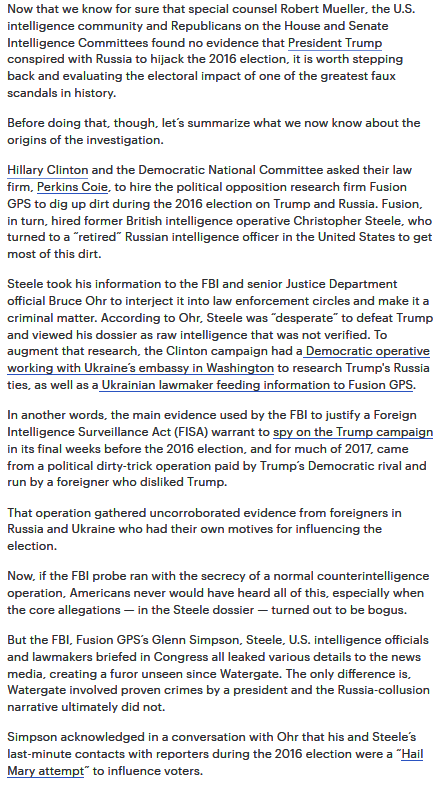 Now that we know for sure that special counsel Robert Mueller, the U.S.
intelligence community and Republicans on the House and Senate
Intelligence Committees found no evidence that President Trump
conspired with Russia to hijack the 2016 election, it is worth stepping
back and evaluating the electoral impact of one of the greatest faux
scandals in history.
Before doing that, though, let's summarize what we now know about the
origins of the investigation.
Hillary Clinton and the Democratic National Committee asked their law
firm, Perkins Coie, to hire the political opposition research firm Fusion
GPS to dig up dirt during the 2016 election on Trump and Russia. Fusion,
in turn, hired former British intelligence operative Christopher Steele, who
turned to a "retired" Russian intelligence officer in the United States to get
most of this dirt.
Steele took his information to the FBI and senior Justice Department
official Bruce Ohr to interject it into law enforcement circles and make it a
criminal matter. According to Ohr, Steele was "desperate" to defeat Trump
and viewed his dossier as raw intelligence that was not verified. To
augment that research, the Clinton campaign had a Democratic operative
working with Ukraine's embassy in Washington to research Trump's Russia
ties, as well as a Ukrainian lawmaker feeding information to Fusion GPS.
In another words, the main evidence used by the FBI to justify a Foreign
Intelligence Surveillance Act (FISA) warrant to spy on the Trump campaign
in its final weeks before the 2016 election, and for much of 2017, came
from a political dirty-trick operation paid by Trump's Democratic rival and
run by a foreigner who disliked Trump.
That operation gathered uncorroborated evidence from foreigners in
Russia and Ukraine who had their own motives for influencing the
election.
Now, if the FBI probe ran with the secrecy of a normal counterintelligence
operation, Americans never would have heard all of this, especially when
the core allegations — in the Steele dossier — turned out to be bogus.
But the FBI, Fusion GPS's Glenn Simpson, Steele, U.S. intelligence officials
and lawmakers briefed in Congress all leaked various details to the news
media, creating a furor unseen since Watergate. The only difference is,
Watergate involved proven crimes by a president and the Russia-collusion
narrative ultimately did not.
Simpson acknowledged in a conversation with Ohr that his and Steele's
last-minute contacts with reporters during the 2016 election were a "Hail
Mary attempt" to influence voters.